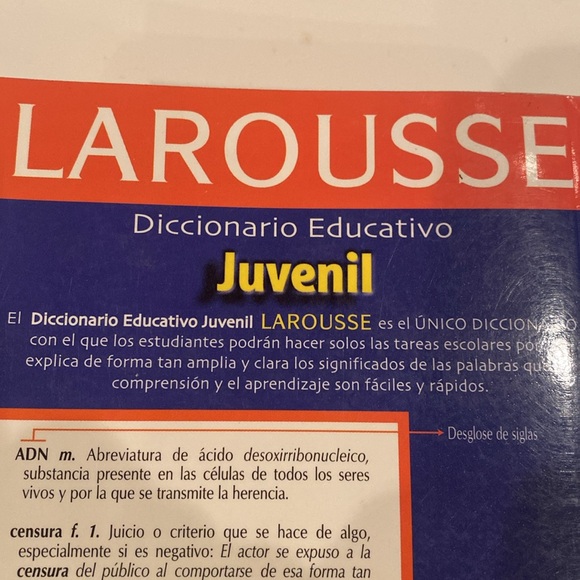 LAROUSSE
Diccionario Educativo
Juvenil
El Diccionario Educativo Juvenil LAROUSSE es el ÚNICO DICCIONARIO
con el que los estudiantes podrán hacer solos las tareas escolares
explica de forma tan amplia y clara los significados de las palabras
comprensión y el aprendizaje son fáciles y rápidos.
Desglose de siglas
ADN m. Abreviatura de ácido desoxirribonucleico,
substancia presente en las células de todos los seres
vivos y por la que se transmite la herencia.
censura f. 1. Juicio o criterio que se hace de algo,
especialmente si es negativo: El actor se expuso a la
censura del público al comportarse de esa forma tan